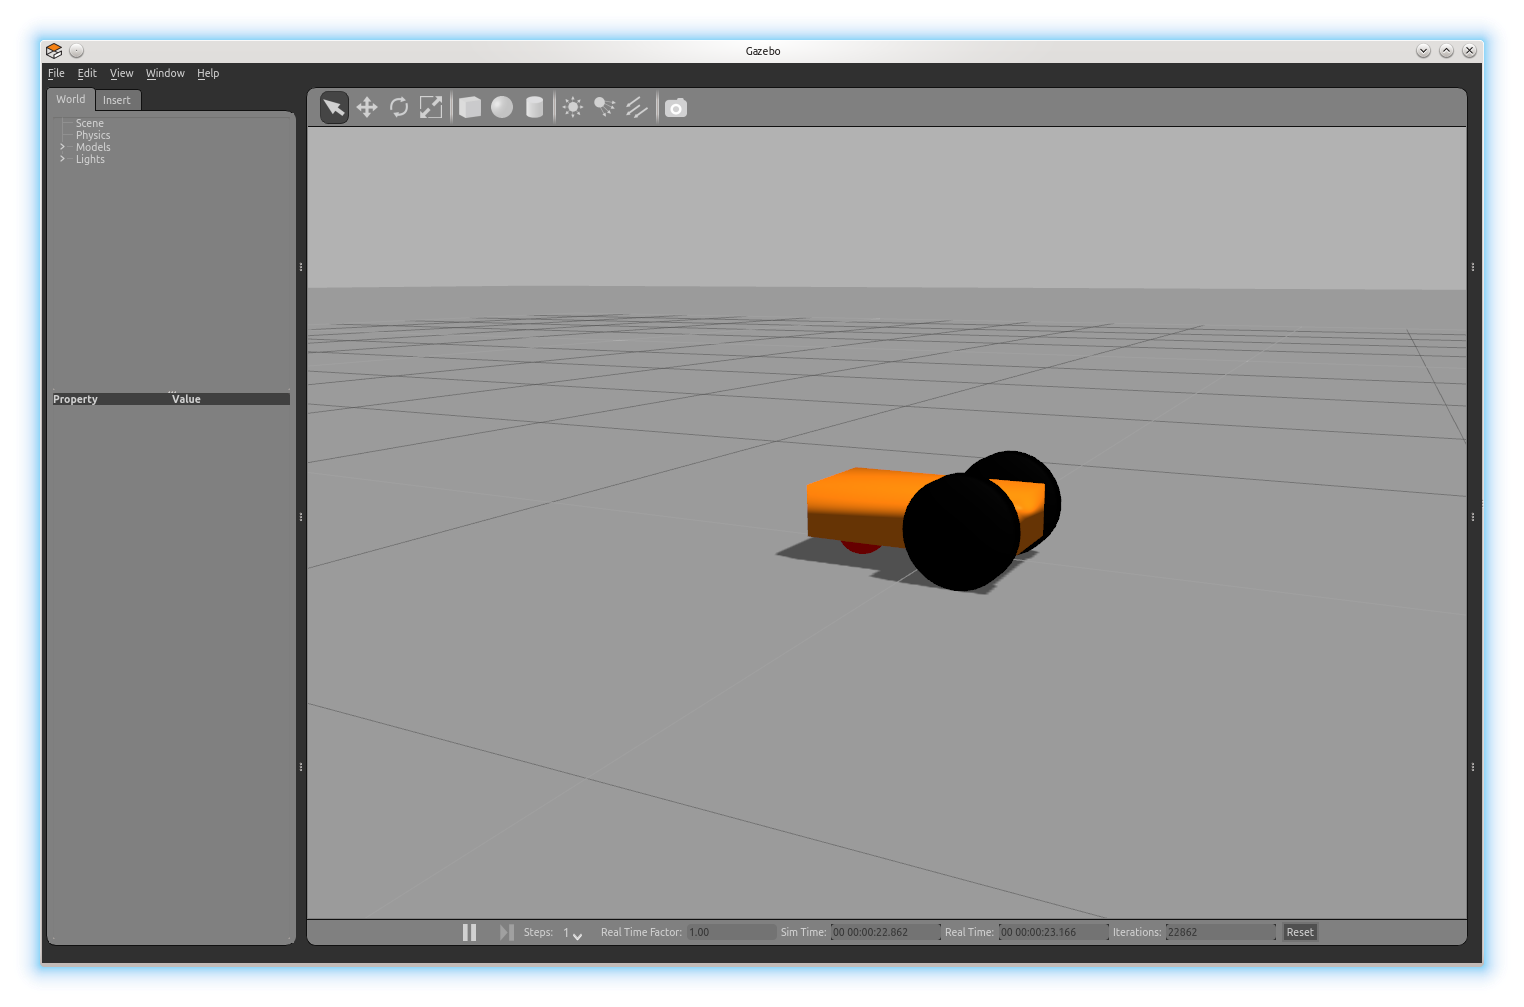 Gazebo
File Edit View Window Help
World Insert
Scene
Physics
Models
Lights
Property Value
Steps: 1 Real Time Factor: 1.00 Sim Time: 00 00:00:22.862 Real Time: 00 00:00:23.166 Iterations: 22862 Reset